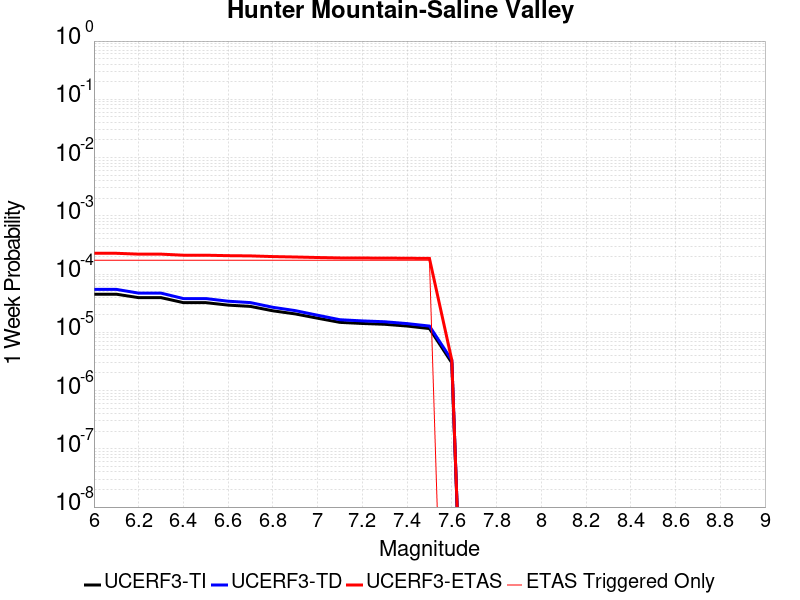 Hunter Mountain-Saline Valley
1 Week Probability
10^0
10^-1
10^-2
10^-3
10^-4
10^-5
10^-6
10^-7
10^-8
6 6.2 6.4 6.6 6.8 7 7.2 7.4 7.6 7.8 8 8.2 8.4 8.6 8.8 9
Magnitude
UCERF3-TI UCERF3-TD UCERF3-ETAS ETAS Triggered Only